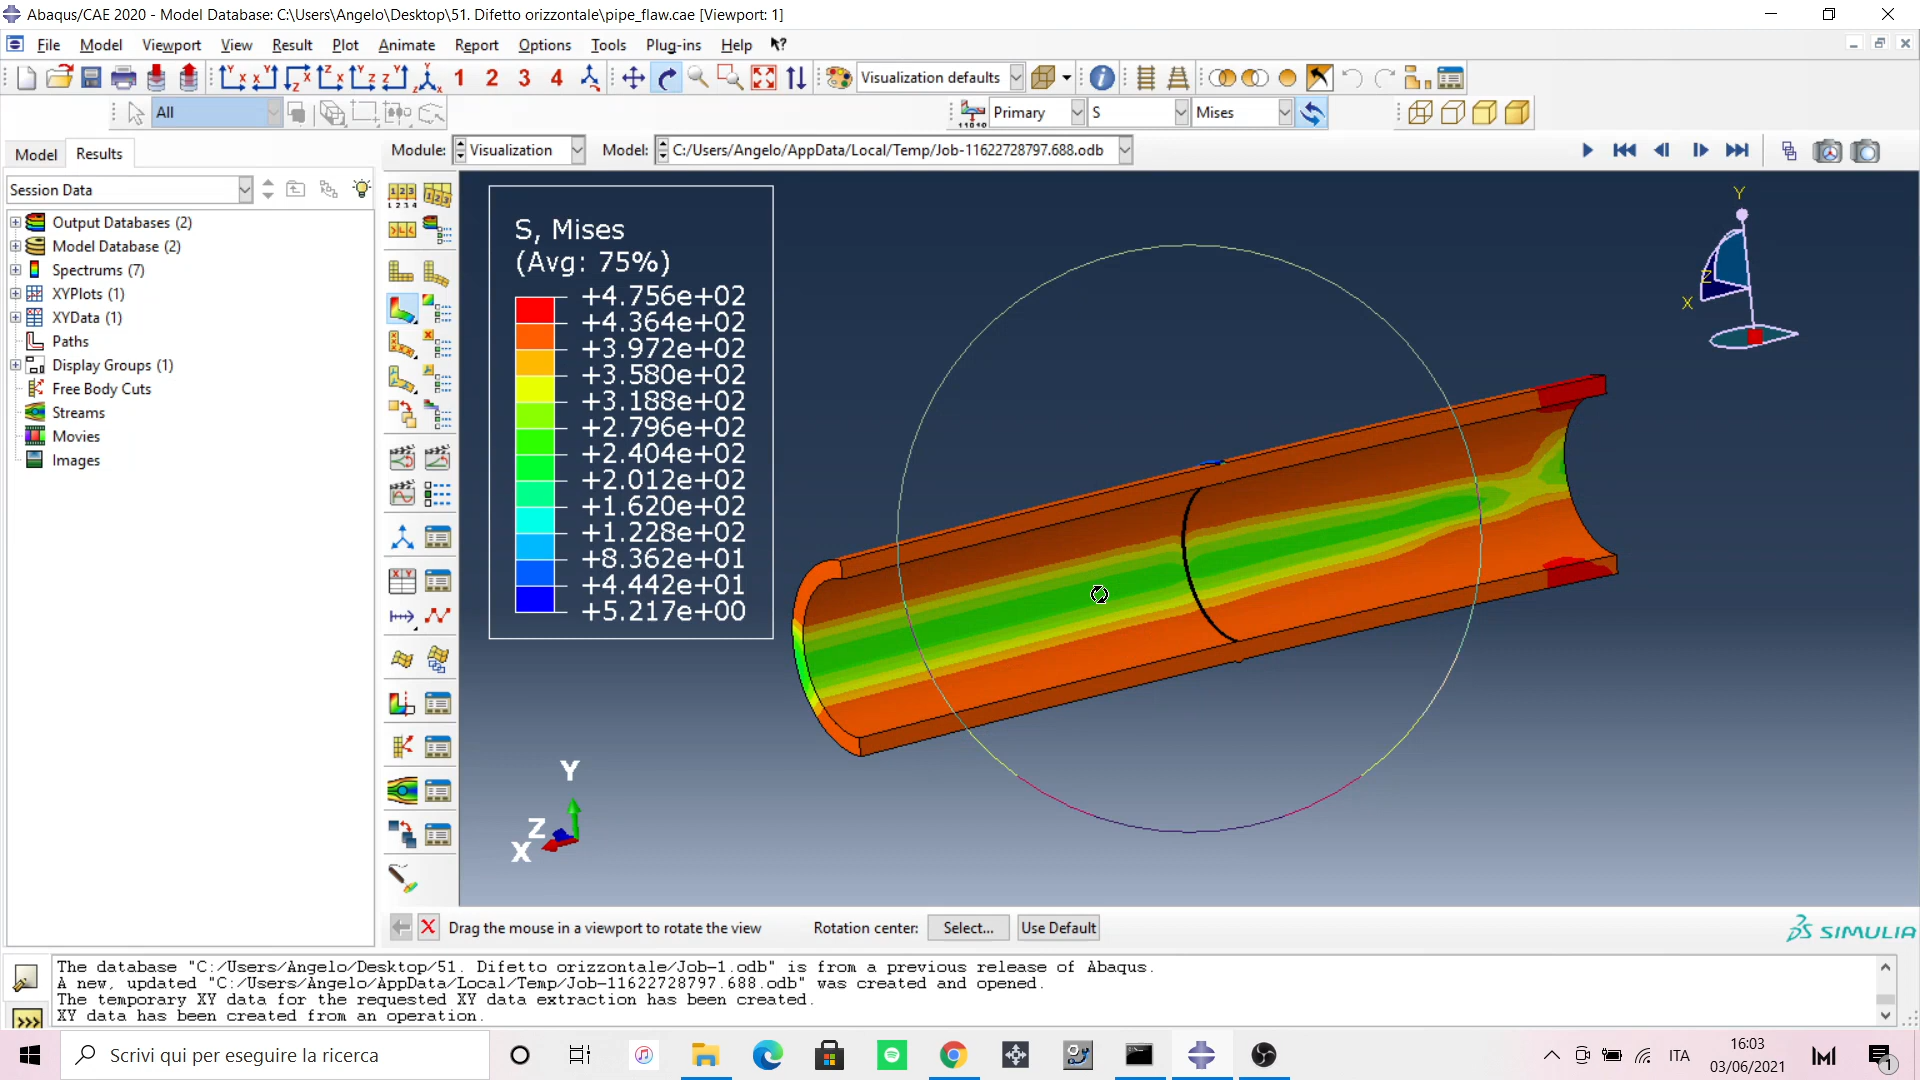 Abaqus/CAE 2020 - Model Database: C:\Users\Angelo\Desktop\51. Difetto orizzontale\pipe_flaw.cae [Viewport: 1]
File Model Viewport View Result Plot Animate Report Options Tools Plug-ins Help
1 2 3 4 Visualization defaults
All Primary S Mises
Model Results Module: Visualization Model: C:/Users/Angelo/AppData/Local/Temp/Job-11622728797.688.odb
Session Data
Output Databases (2)
Model Database (2)
Spectrums (7)
XYPlots (1)
XYData (1)
Paths
Display Groups (1)
Free Body Cuts
Streams
Movies
Images
S, Mises
(Avg: 75%)
+4.756e+02
+4.364e+02
+3.972e+02
+3.580e+02
+3.188e+02
+2.796e+02
+2.404e+02
+2.012e+02
+1.620e+02
+1.228e+02
+8.362e+01
+4.442e+01
+5.217e+00
Y
Z
X
Y
Z
X
Drag the mouse in a viewport to rotate the view Rotation center: Select... Use Default
SIMULIA
The database "C:/Users/Angelo/Desktop/51. Difetto orizzontale/Job-1.odb" is from a previous release of Abaqus.
A new, updated "C:/Users/Angelo/AppData/Local/Temp/Job-11622728797.688.odb" was created and opened.
The temporary XY data for the requested XY data extraction has been created.
XY data has been created from an operation.
>>>
Scrivi qui per eseguire la ricerca
ITA
16:03
03/06/2021
1